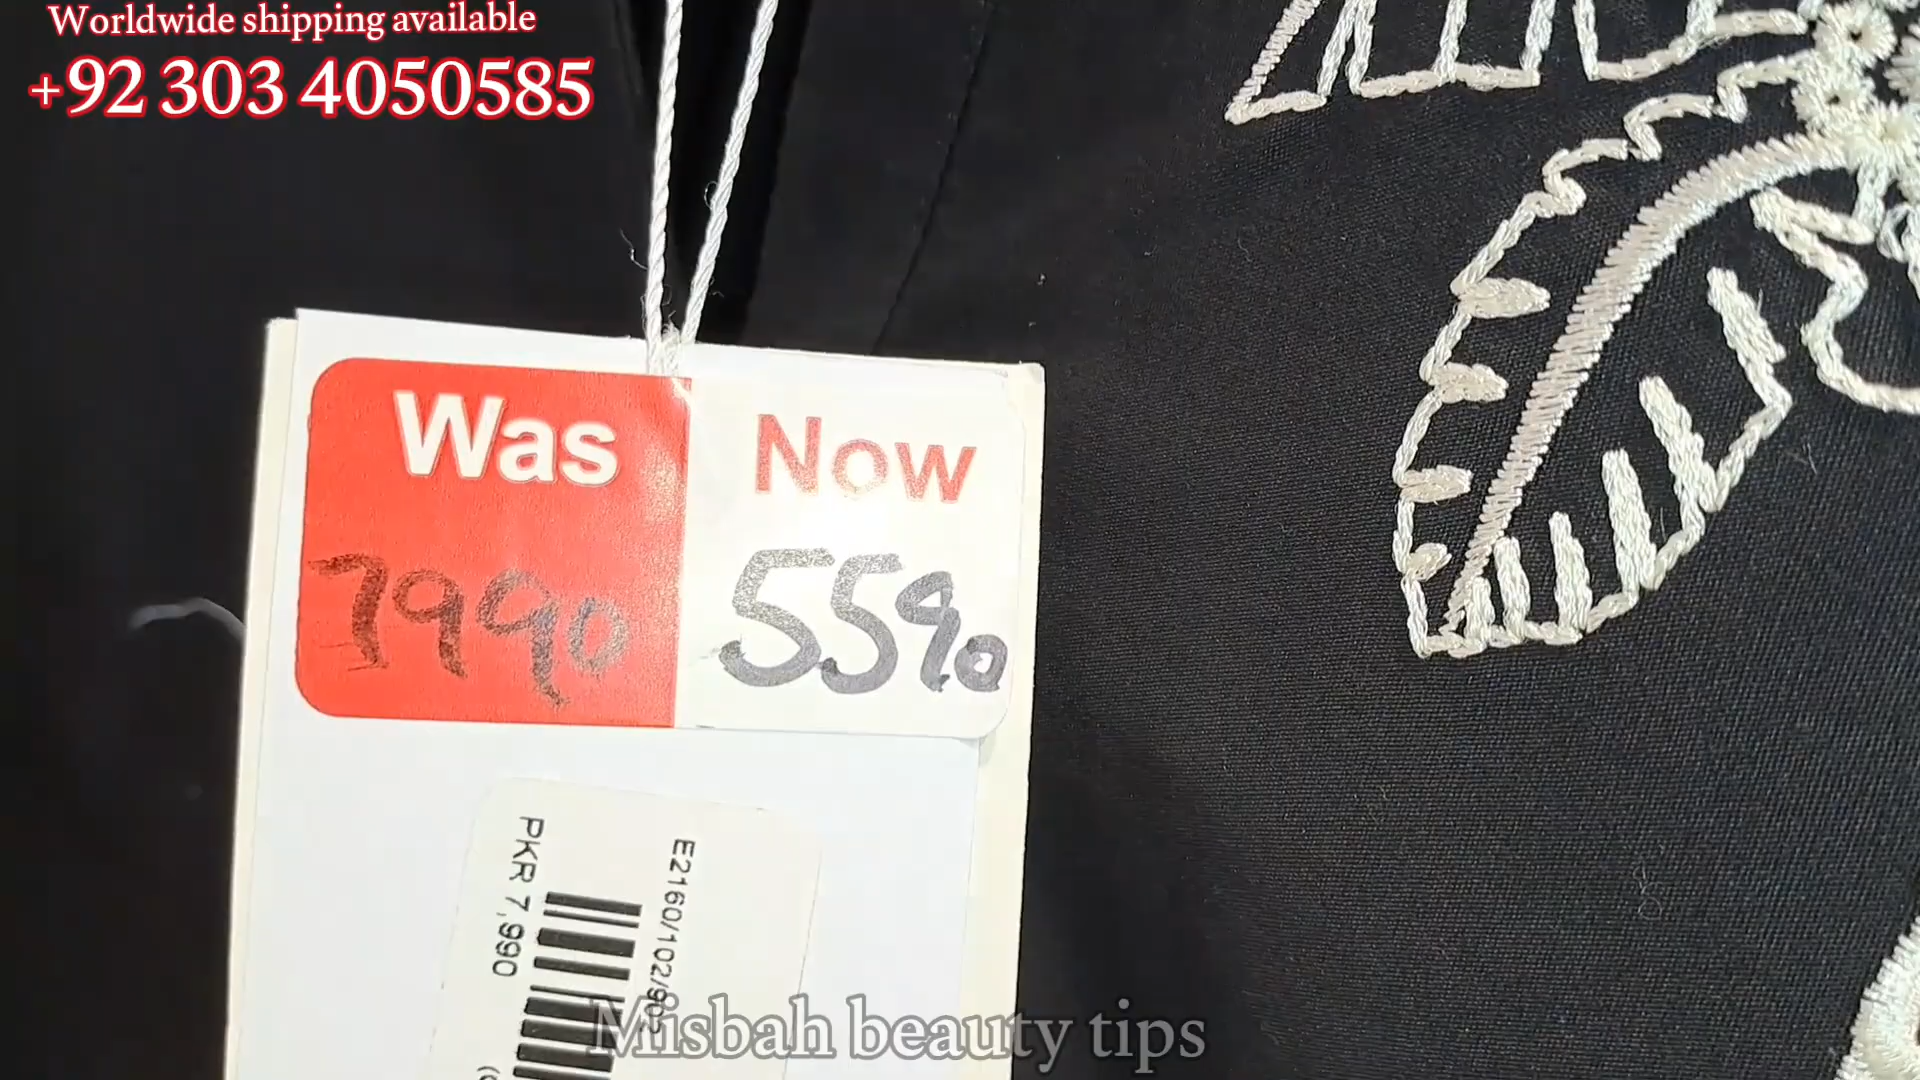 Worldwide shipping available
+92 303 4050585
Was
Now
7990
5590
PKR 7,990
E2160/102/902
Misbah beauty tips